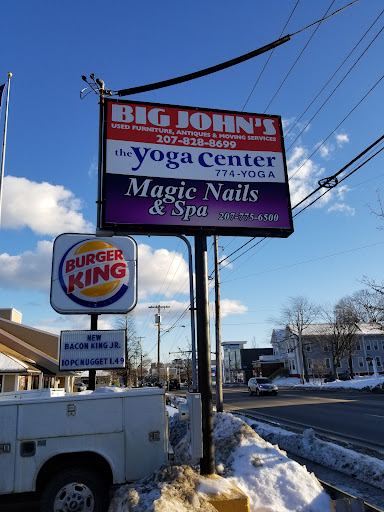 BIG JOHN'S
USED FURNITURE, ANTIQUES & MOVING SERVICES
207-828-8699
the yoga center
774-YOGA
Magic Nails
& Spa
207-775-6500
BURGER
KING
NEW
BACON KING JR.
10PC NUGGET 1.49